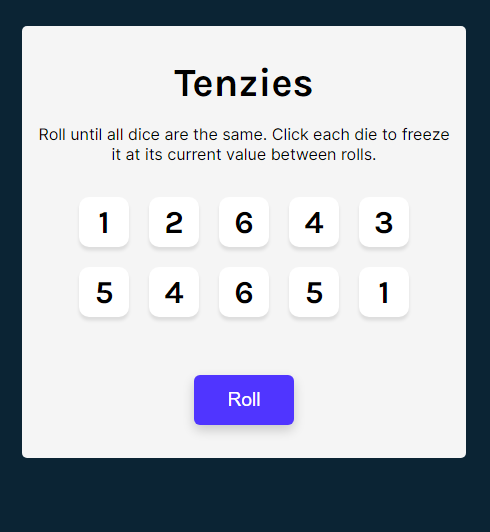 Tenzies
Roll until all dice are the same. Click each die to freeze
it at its current value between rolls.
1 2 6 4 3
5 4 6 5 1
Roll